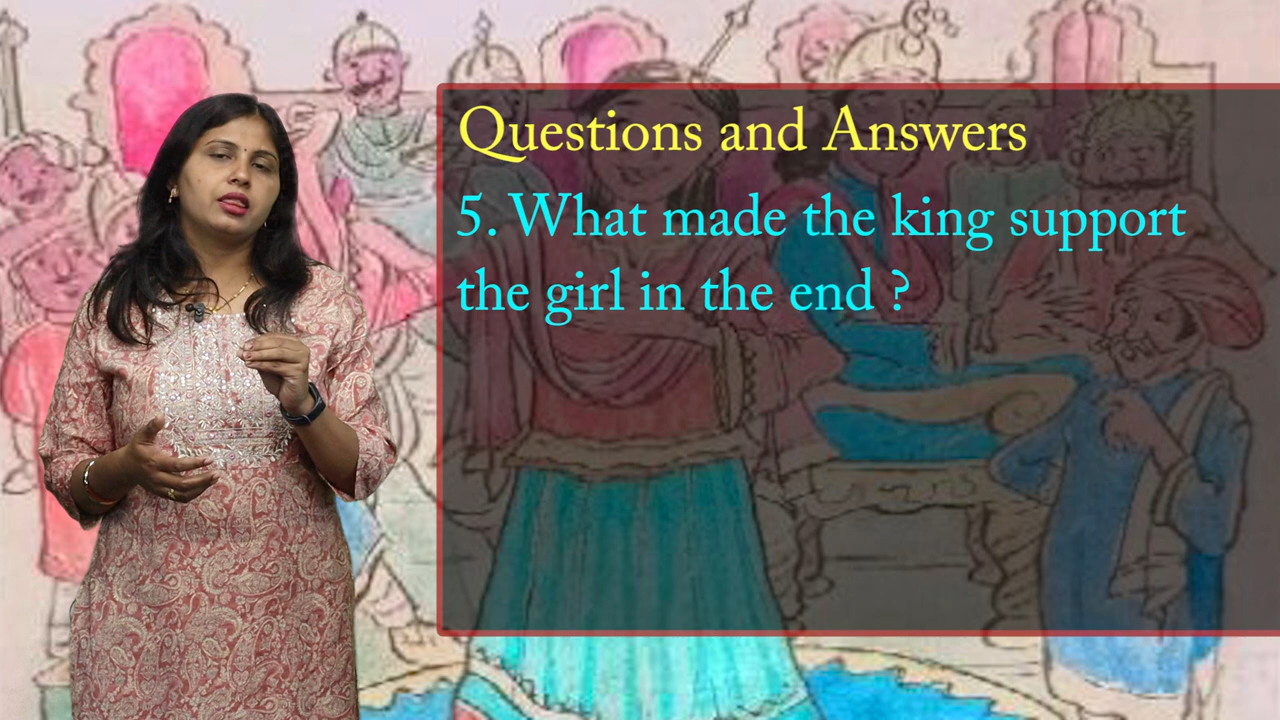 Questions and Answers
5. What made the king support
the girl in the end ?